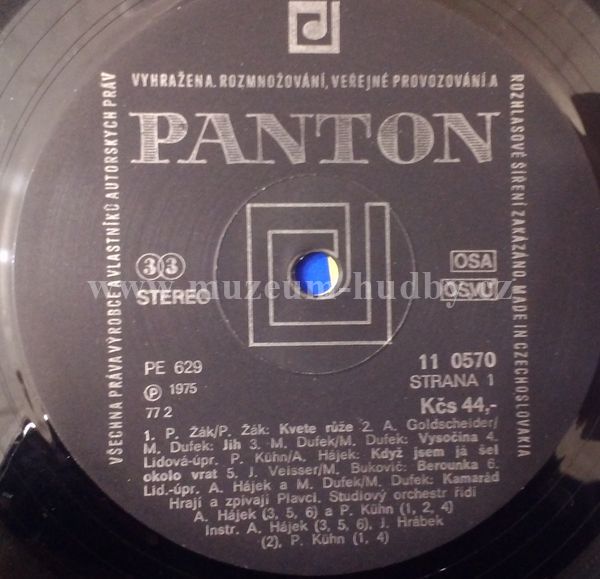 VYHRAŽENA. ROZMNOŽOVÁNÍ, VEŘEJNÉ PROVOZOVÁNÍ A
VŠECHNA PRÁVA VÝROBCE A VLASTNÍKŮ AUTORSKÝCH PRÁV
ROZHLASOVÉ ŠÍŘENÍ ZAKÁZÁNO. MADE IN CZECHOSLOVAKIA
PANTON
33
STEREO
OSA
OSVU
www.muzeum-hudby.cz
PE 629
11 0570
℗ 1975
STRANA 1
77 2
Kčs 44,-
1. P. Žák/P. Žák: Kvete růže 2. A. Goldscheider/
M. Dufek: Jih 3. M. Dufek/M. Dufek: Vysočina 4.
Lidová-úpr. P. Kühn/A. Hájek: Když jsem já šel
okolo vrat 5. J. Veisser/M. Bukovič: Berounka 6.
Lid.-úpr. A. Hájek a M. Dufek/M. Dufek: Kamarád
Hrají a zpívají Plavci. Studiový orchestr řídí
A. Hájek (3, 5, 6) a P. Kühn (1, 2, 4)
Instr. A. Hájek (3, 5, 6), J. Hrábek
(2), P. Kühn (1, 4)